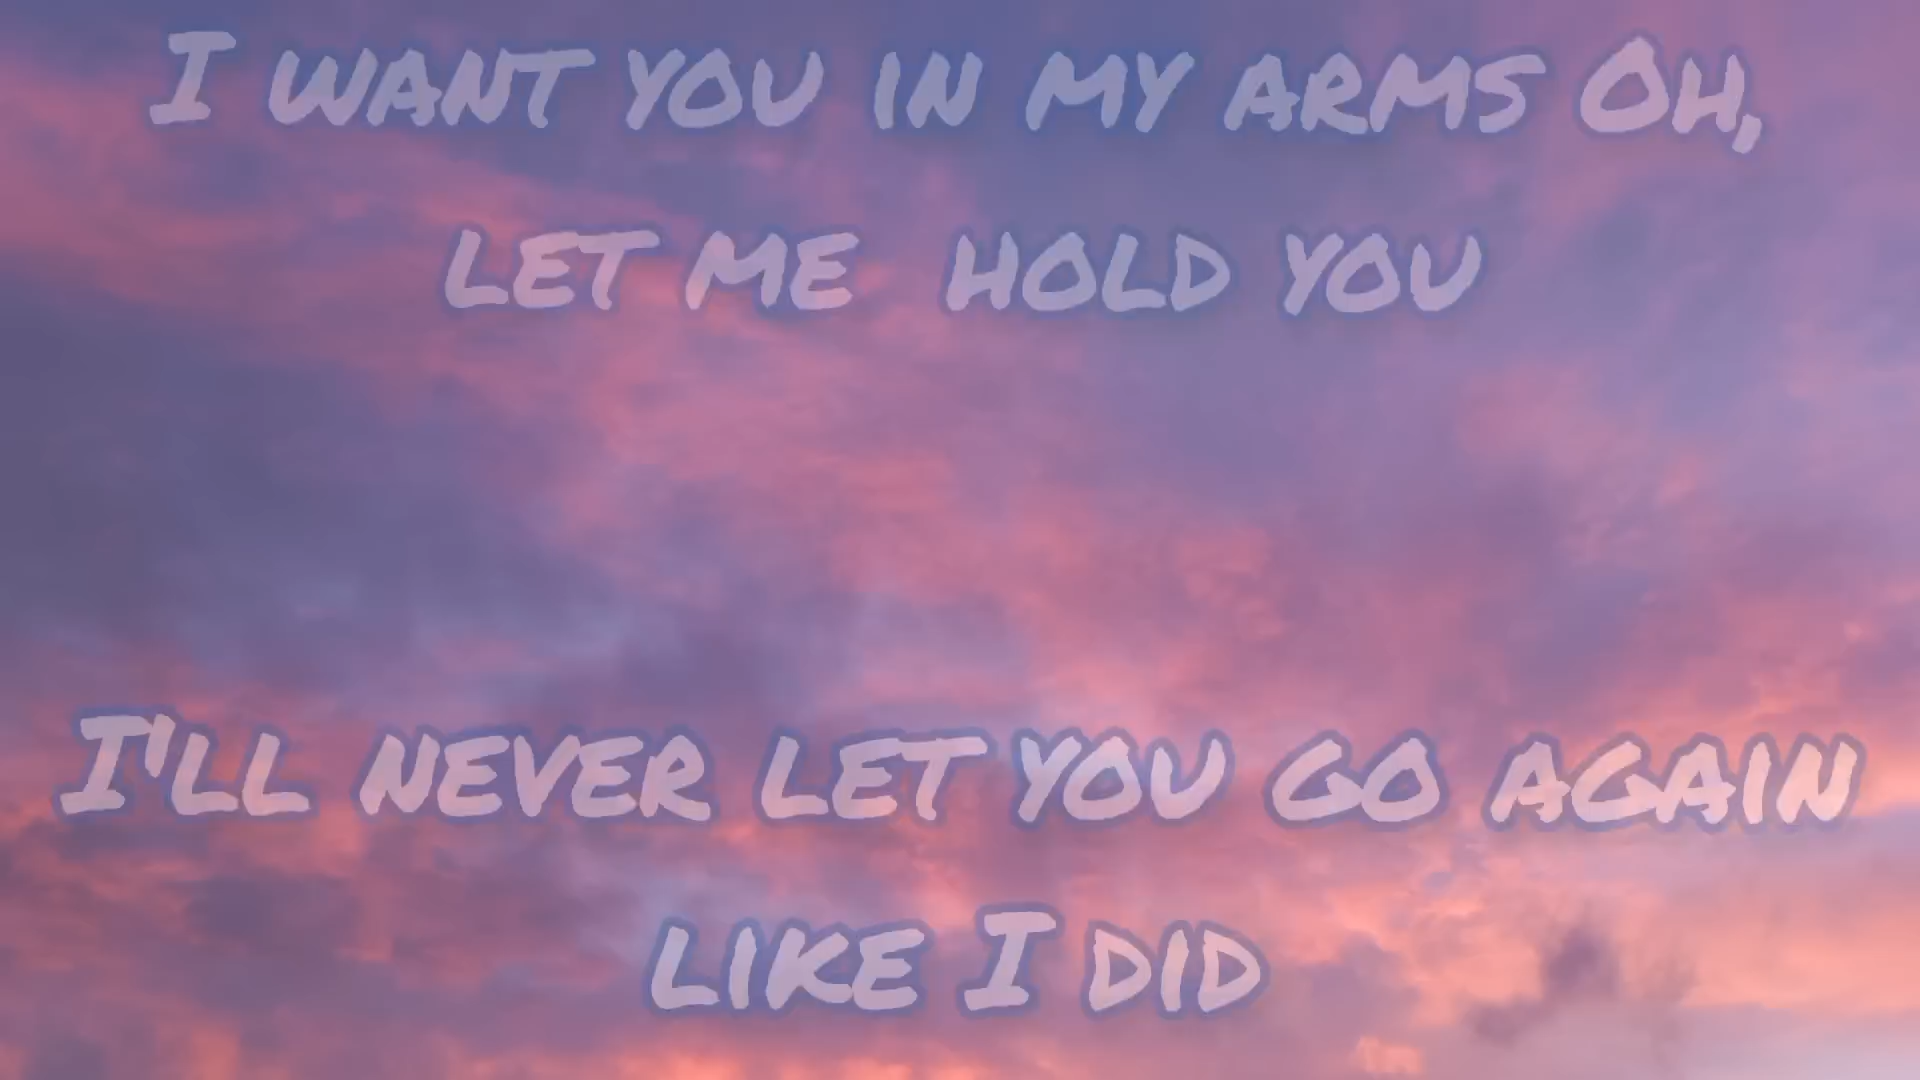 I want you in my arms Oh,
let me hold you
I'll never let you go again
like I did